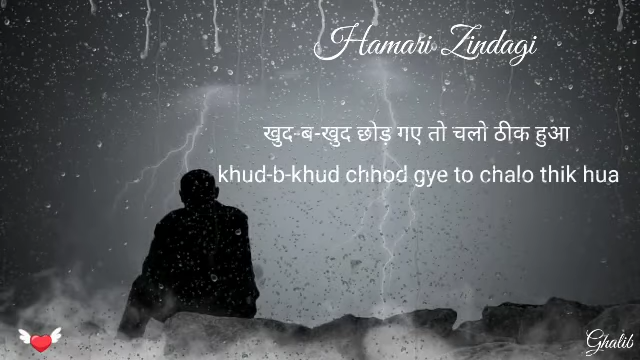 Hamari Zindagi
खुद-ब-खुद छोड़ गए तो चलो ठीक हुआ
khud-b-khud chhod gye to chalo thik hua
Ghalib